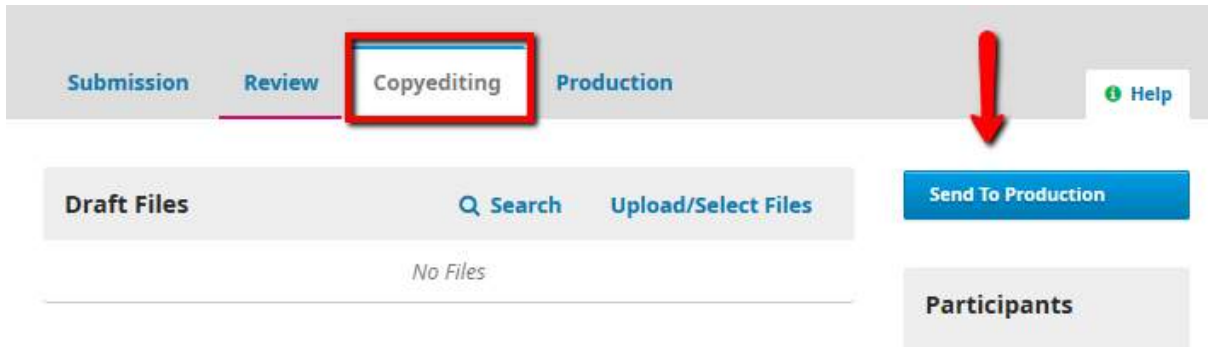 Submission Review Copyediting Production
Help
Draft Files Search Upload/Select Files
Send To Production
No Files
Participants